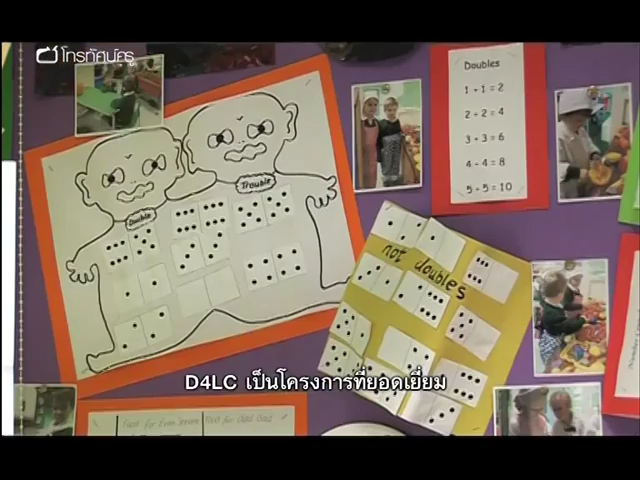 โทรทัศน์ครู
Doubles
1 + 1 = 2
2 + 2 = 4
3 + 3 = 6
4 + 4 = 8
5 + 5 = 10
Double
Trouble
not doubles
D4LC เป็นโครงการที่ยอดเยี่ยม